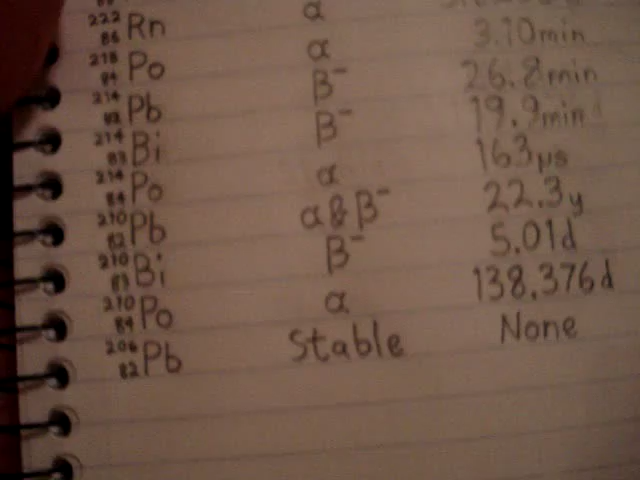 222 86 Rn α
218 84 Po α 3.10min
214 82 Pb β⁻ 26.8min
214 83 Bi β⁻ 19.9min
214 84 Po α 163μs
210 82 Pb α&β⁻ 22.3y
210 83 Bi β⁻ 5.01d
210 84 Po α 138.376d
206 82 Pb Stable None